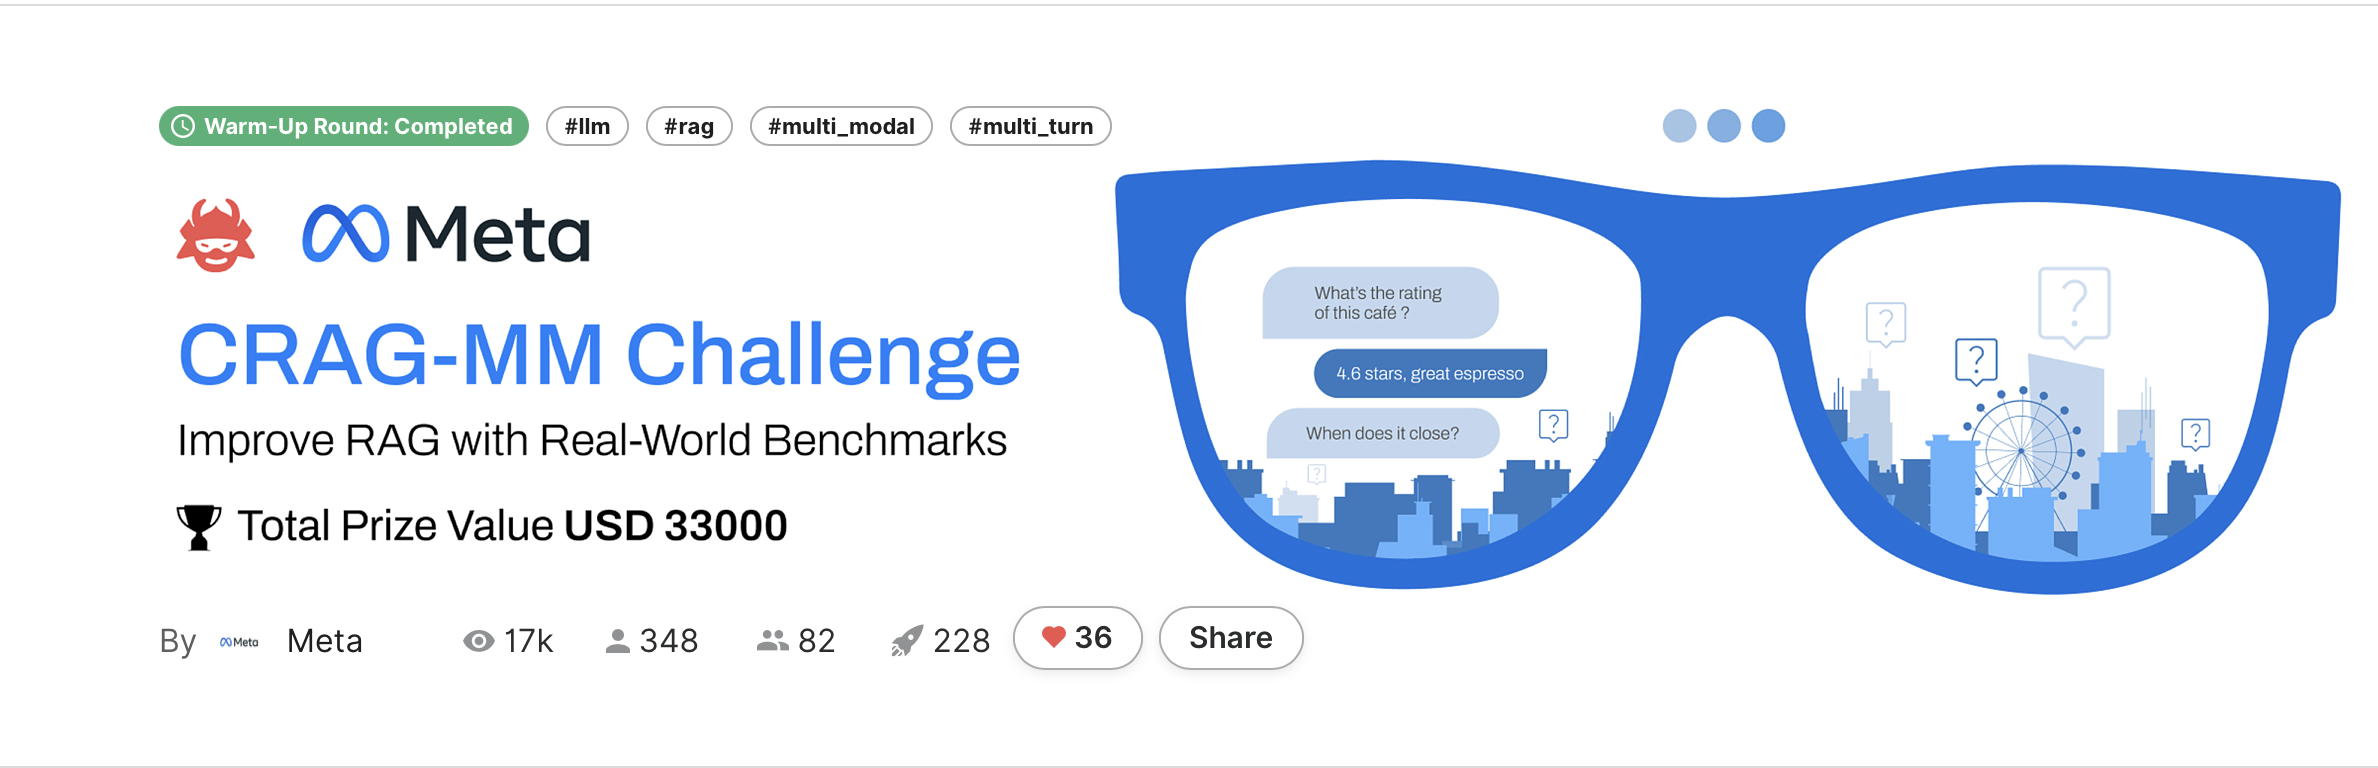 Warm-Up Round: Completed
#llm
#rag
#multi_modal
#multi_turn
Meta
CRAG-MM Challenge
Improve RAG with Real-World Benchmarks
Total Prize Value USD 33000
By Meta Meta 17k 348 82 228 36 Share
What's the rating
of this café ?
4.6 stars, great espresso
When does it close?
?
?
?
?
?
?